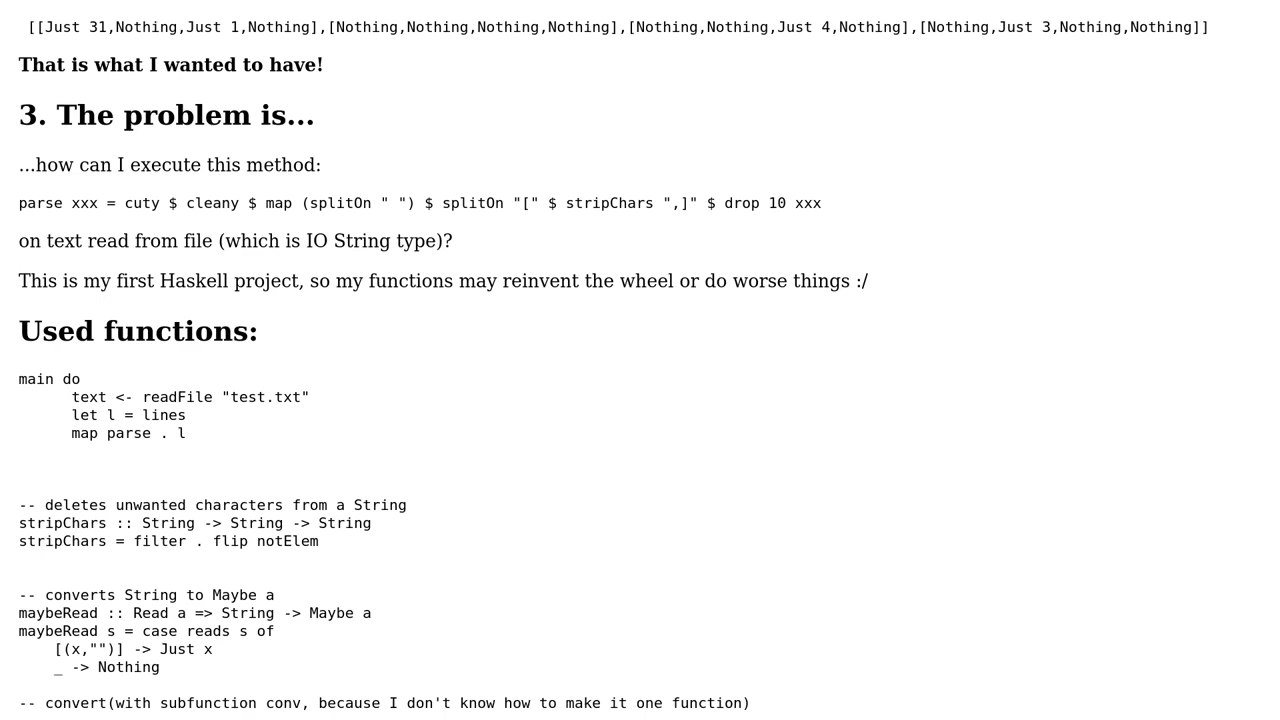 [[Just 31,Nothing,Just 1,Nothing],[Nothing,Nothing,Nothing,Nothing],[Nothing,Nothing,Just 4,Nothing],[Nothing,Just 3,Nothing,Nothing]]
That is what I wanted to have!
3. The problem is...
...how can I execute this method:
parse xxx = cuty $ cleany $ map (splitOn " ") $ splitOn "[" $ stripChars ",]" $ drop 10 xxx
on text read from file (which is IO String type)?
This is my first Haskell project, so my functions may reinvent the wheel or do worse things :/
Used functions:
main do
      text <- readFile "test.txt"
      let l = lines
      map parse . l
-- deletes unwanted characters from a String
stripChars :: String -> String -> String
stripChars = filter . flip notElem
-- converts String to Maybe a
maybeRead :: Read a => String -> Maybe a
maybeRead s = case reads s of
    [(x,"")] -> Just x
    _ -> Nothing
-- convert(with subfunction conv, because I don't know how to make it one function)